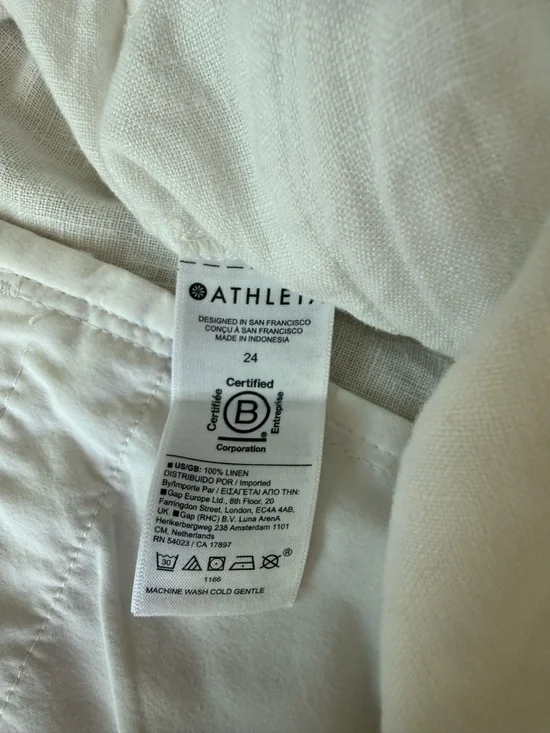 ATHLETA
DESIGNED IN SAN FRANCISCO
CONÇU À SAN FRANCISCO
MADE IN INDONESIA
24
Certified
Certifiée
B
Entreprise
®
Corporation
■ US/GB: 100% LINEN
DISTRIBUIDO POR / Imported
By/Importe Par / ΕΙΣΑΓΕΤΑΙ ΑΠΟ ΤΗΝ:
■Gap Europe Ltd., 8th Floor, 20
Farringdon Street, London, EC4A 4AB,
UK. ■Gap (RHC) B.V. Luna ArenA
Herikerbargweg 238 Amsterdam 1101
CM, Netherlands
RN 54023 / CA 17897
30
®
1166
MACHINE WASH COLD GENTLE